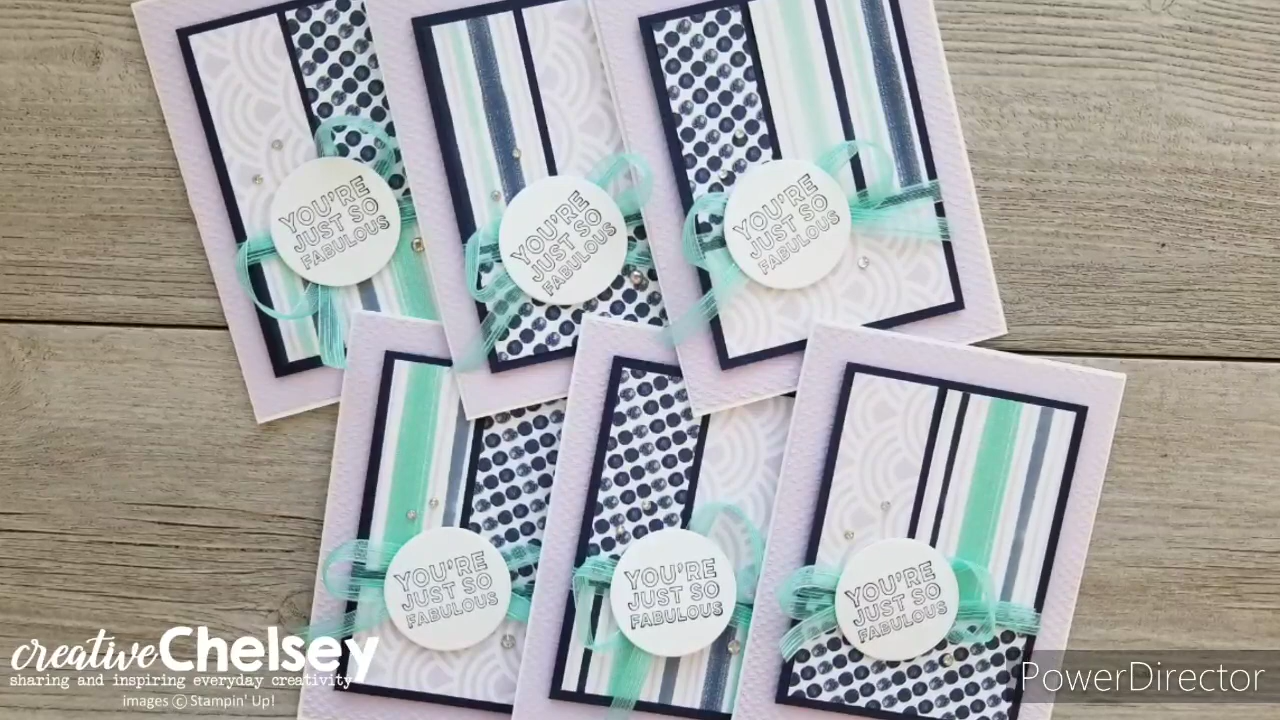 YOU'RE
JUST SO
FABULOUS
YOU'RE
JUST SO
FABULOUS
YOU'RE
JUST SO
FABULOUS
YOU'RE
JUST SO
FABULOUS
YOU'RE
JUST SO
FABULOUS
YOU'RE
JUST SO
FABULOUS
creativeChelsey
sharing and inspiring everyday creativity
images © Stampin' Up!
PowerDirector